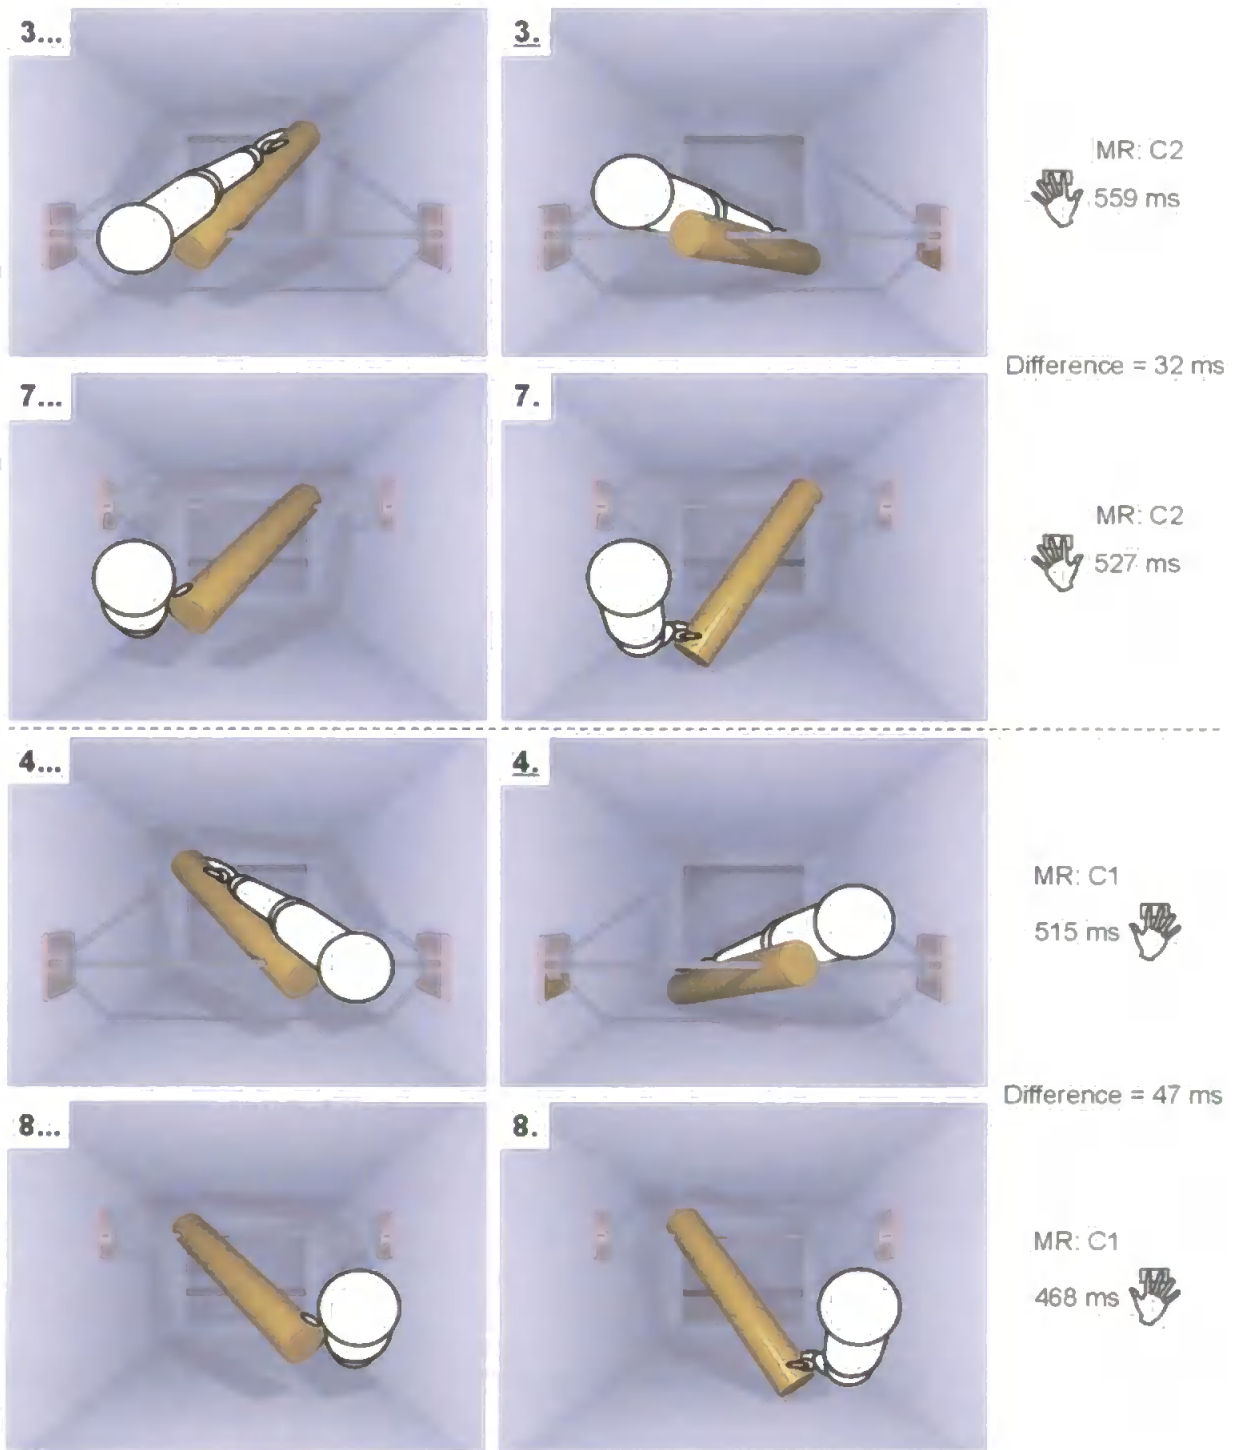 3...
3.
MR: C2
559 ms
Difference = 32 ms
7...
7.
MR: C2
527 ms
4...
4.
MR: C1
515 ms
Difference = 47 ms
8...
8.
MR: C1
468 ms